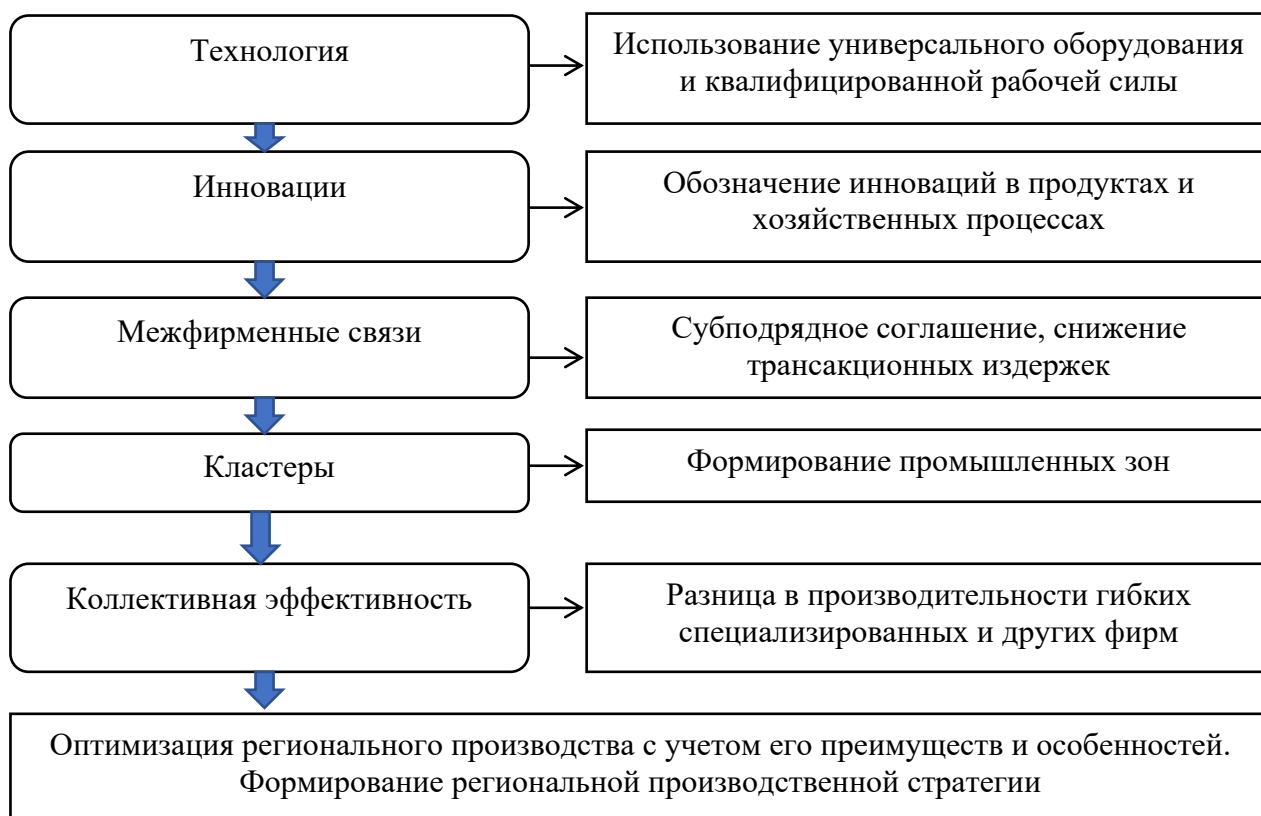 Технология
Использование универсального оборудования
и квалифицированной рабочей силы
Инновации
Обозначение инноваций в продуктах и
хозяйственных процессах
Межфирменные связи
Субподрядное соглашение, снижение
трансакционных издержек
Кластеры
Формирование промышленных зон
Коллективная эффективность
Разница в производительности гибких
специализированных и других фирм
Оптимизация регионального производства с учетом его преимуществ и особенностей.
Формирование региональной производственной стратегии